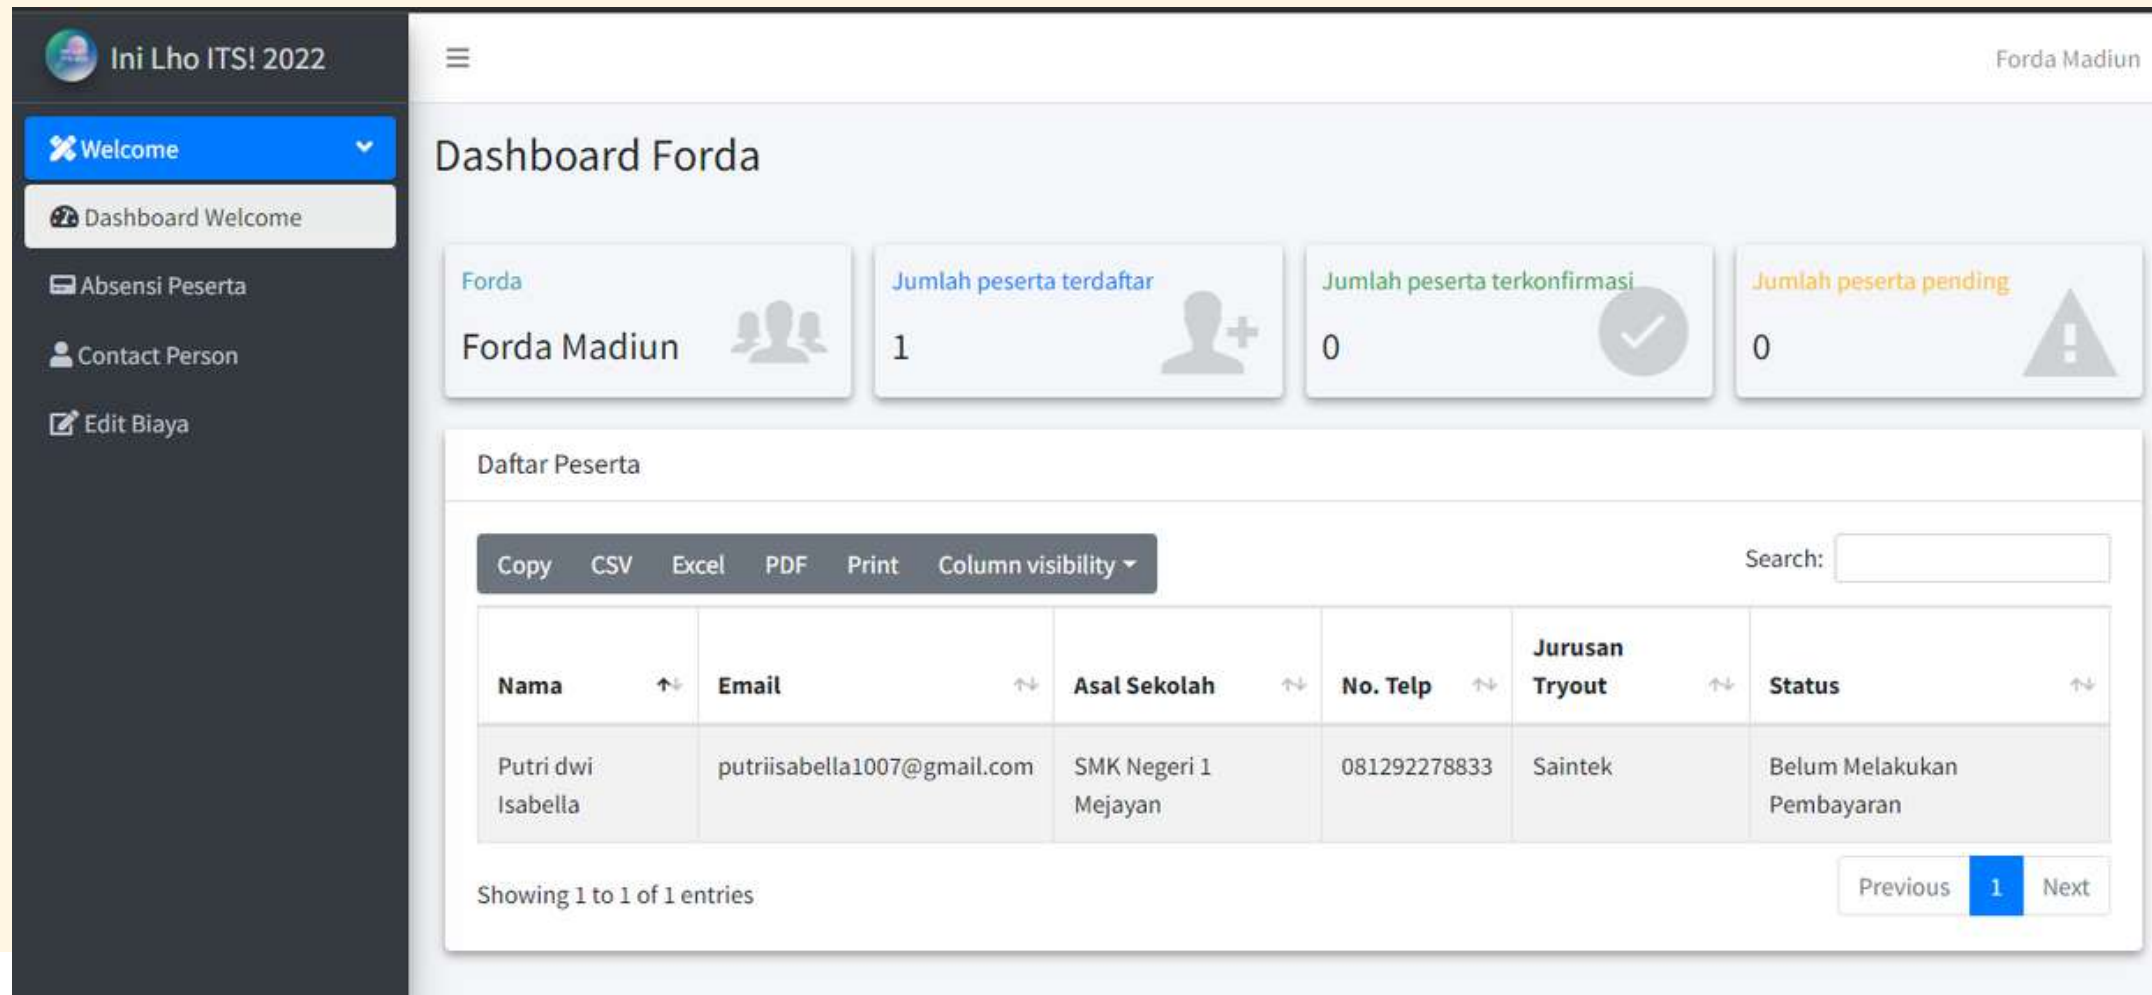 Ini Lho ITS! 2022
Forda Madiun
Welcome
Dashboard Welcome
Absensi Peserta
Contact Person
Edit Biaya
Dashboard Forda
Forda
Forda Madiun
Jumlah peserta terdaftar
1
Jumlah peserta terkonfirmasi
0
Jumlah peserta pending
0
Daftar Peserta
Copy CSV Excel PDF Print Column visibility
Search:
Nama Email Asal Sekolah No. Telp Jurusan Tryout Status
Putri dwi Isabella putriisabella1007@gmail.com SMK Negeri 1 Mejayan 081292278833 Saintek Belum Melakukan Pembayaran
Showing 1 to 1 of 1 entries
Previous 1 Next